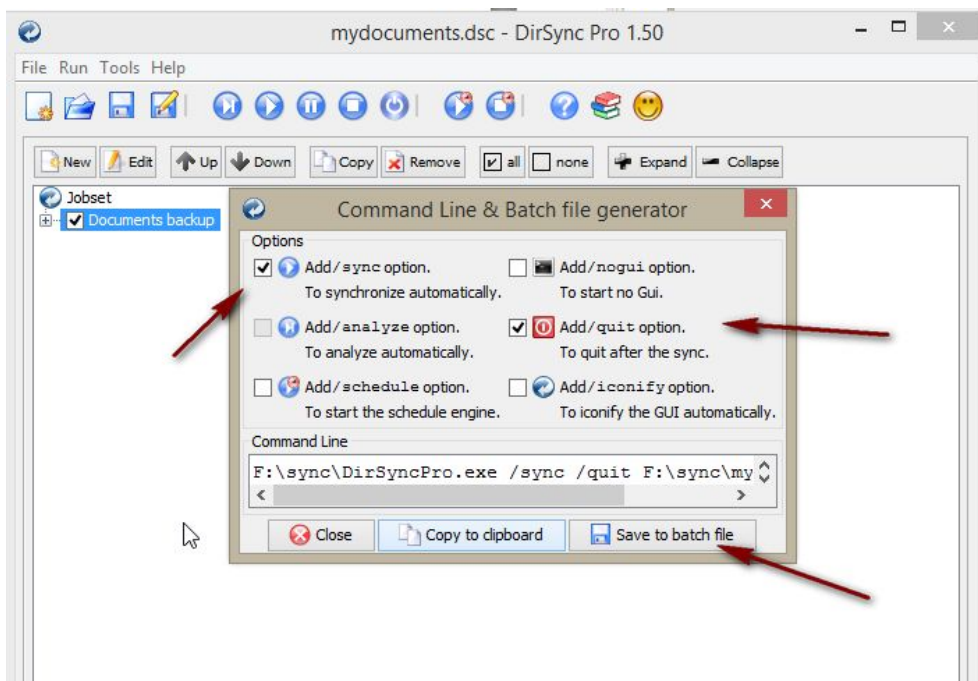 mydocuments.dsc - DirSync Pro 1.50
File Run Tools Help
New Edit Up Down Copy Remove all none Expand Collapse
Jobset
Documents backup
Command Line & Batch file generator
Options
Add/sync option. Add/nogui option.
To synchronize automatically. To start no Gui.
Add/analyze option. Add/quit option.
To analyze automatically. To quit after the sync.
Add/schedule option. Add/iconify option.
To start the schedule engine. To iconify the GUI automatically.
Command Line
F:\sync\DirSyncPro.exe /sync /quit F:\sync\my
Close Copy to clipboard Save to batch file